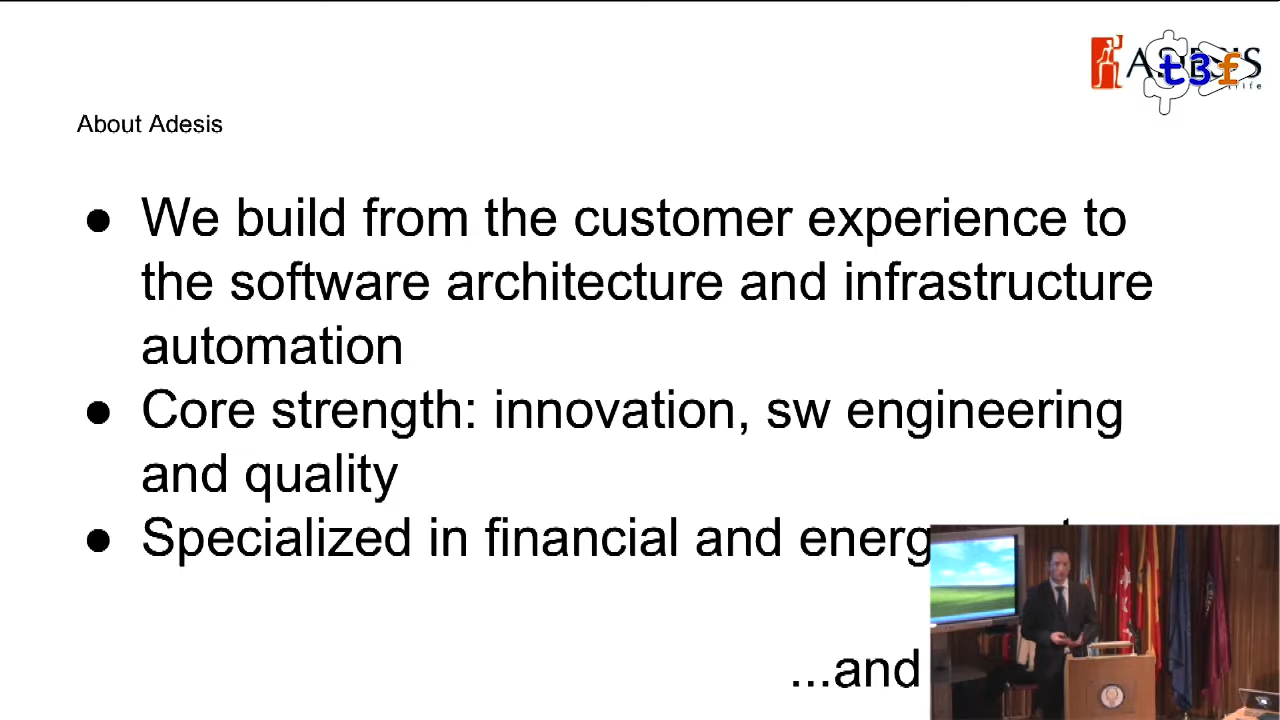 t3f
About Adesis
● We build from the customer experience to
the software architecture and infrastructure
automation
● Core strength: innovation, sw engineering
and quality
● Specialized in financial and
...and